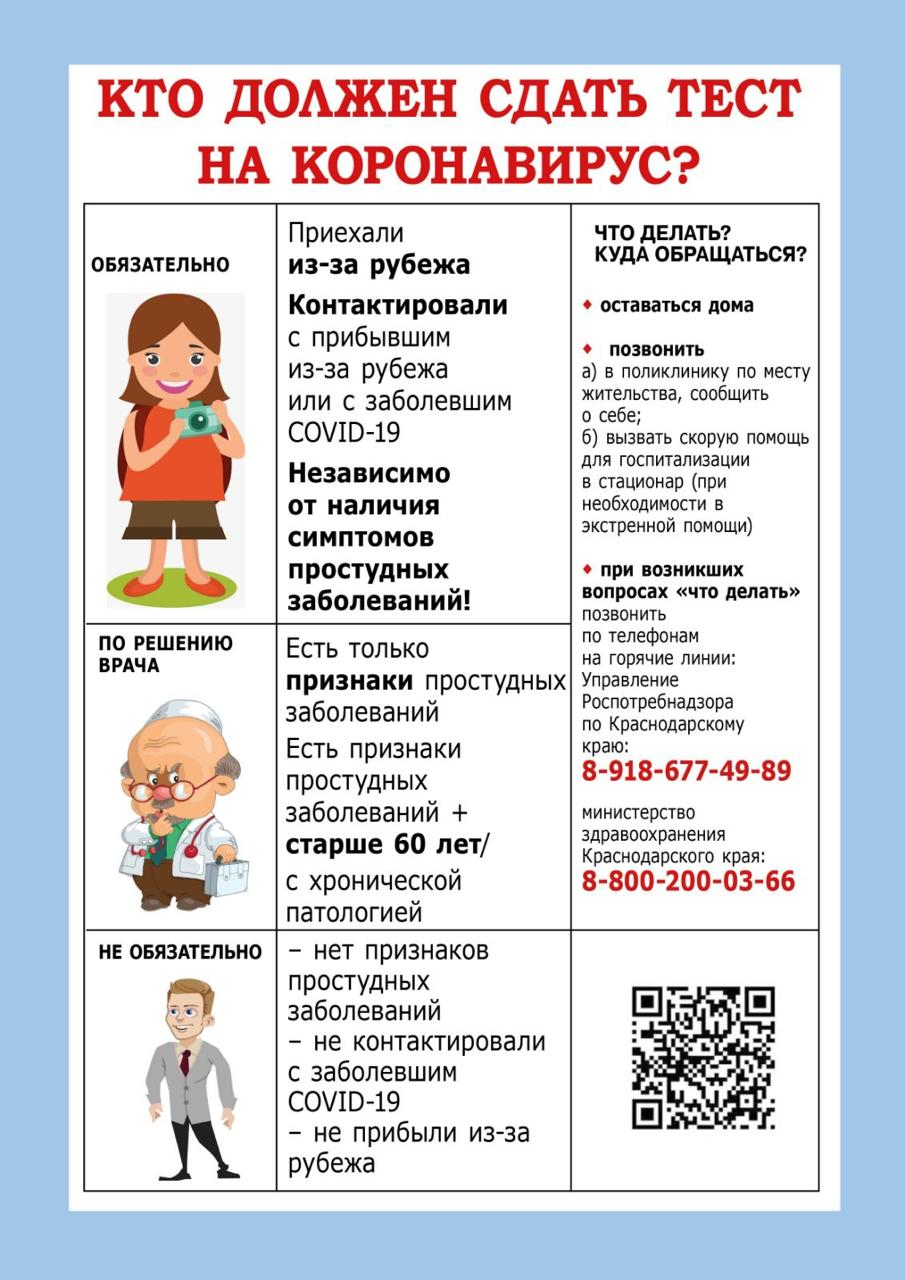 КТО ДОЛЖЕН СДАТЬ ТЕСТ
НА КОРОНАВИРУС?
ОБЯЗАТЕЛЬНО
Приехали
из-за рубежа
Контактировали
с прибывшим
из-за рубежа
или с заболевшим
COVID-19
Независимо
от наличия
симптомов
простудных
заболеваний!
ПО РЕШЕНИЮ
ВРАЧА
Есть только
признаки простудных
заболеваний
Есть признаки
простудных
заболеваний +
старше 60 лет/
с хронической
патологией
НЕ ОБЯЗАТЕЛЬНО
– нет признаков
простудных
заболеваний
– не контактировали
с заболевшим
COVID-19
– не прибыли из-за
рубежа
ЧТО ДЕЛАТЬ?
КУДА ОБРАЩАТЬСЯ?
♦ оставаться дома
♦ позвонить
а) в поликлинику по месту
жительства, сообщить
о себе;
б) вызвать скорую помощь
для госпитализации
в стационар (при
необходимости в
экстренной помощи)
♦ при возникших
вопросах «что делать»
позвонить
по телефонам
на горячие линии:
Управление
Роспотребнадзора
по Краснодарскому
краю:
8-918-677-49-89
министерство
здравоохранения
Краснодарского края:
8-800-200-03-66